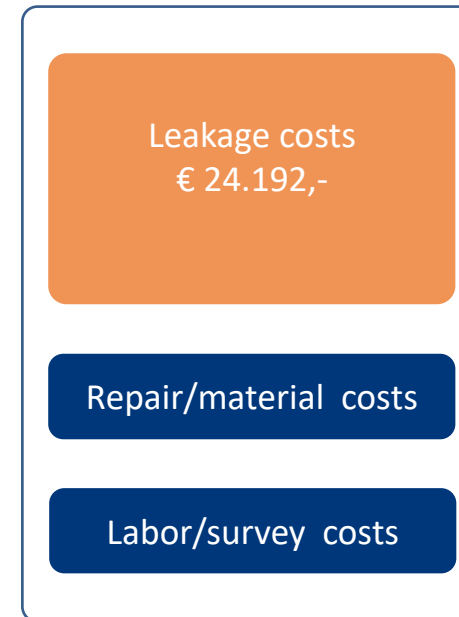 Leakage costs
€ 24.192,-
Repair/material costs
Labor/survey costs